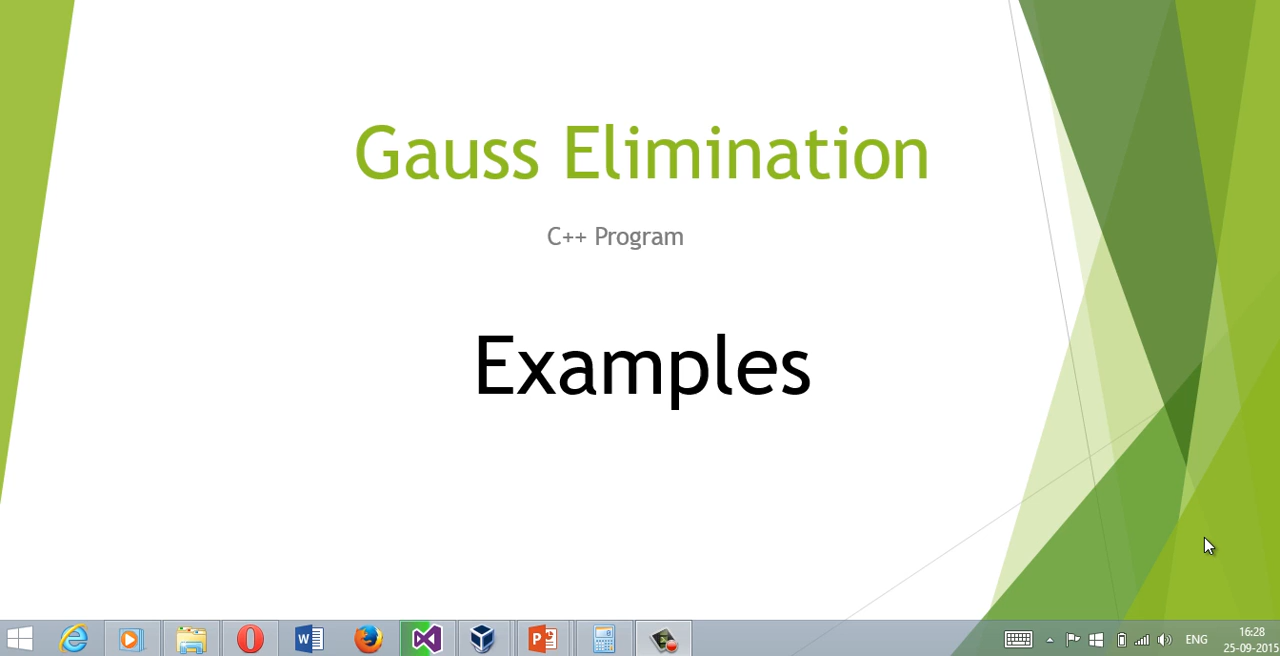 Gauss Elimination
C++ Program
Examples
ENG
16:28
25-09-2015